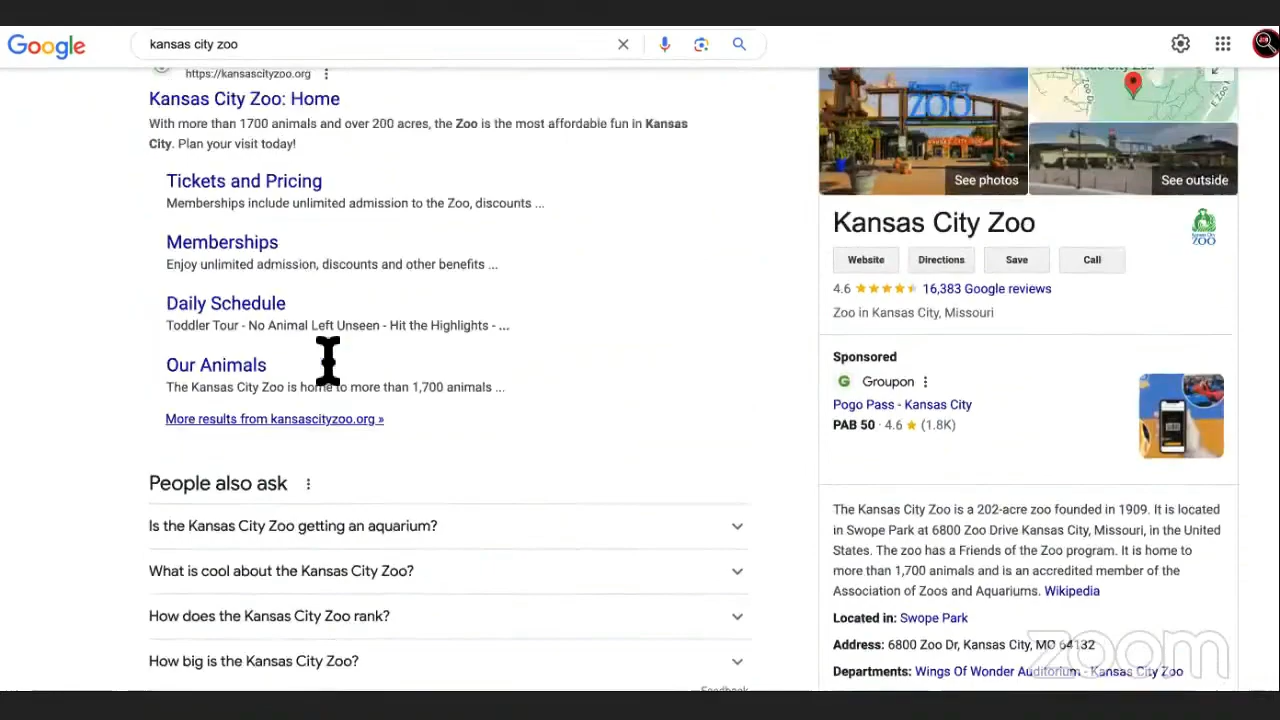 Google
kansas city zoo
https://kansascityzoo.org
Kansas City Zoo: Home
With more than 1700 animals and over 200 acres, the Zoo is the most affordable fun in Kansas
City. Plan your visit today!
Tickets and Pricing
Memberships include unlimited admission to the Zoo, discounts ...
Memberships
Enjoy unlimited admission, discounts and other benefits ...
Daily Schedule
Toddler Tour - No Animal Left Unseen - Hit the Highlights - ...
Our Animals
The Kansas City Zoo is home to more than 1,700 animals ...
More results from kansascityzoo.org »
People also ask
Is the Kansas City Zoo getting an aquarium?
What is cool about the Kansas City Zoo?
How does the Kansas City Zoo rank?
How big is the Kansas City Zoo?
Feedback
ZOO
See photos
See outside
Kansas City Zoo
ZOO
Website
Directions
Save
Call
4.6 16,383 Google reviews
Zoo in Kansas City, Missouri
Sponsored
G Groupon
Pogo Pass - Kansas City
PAB 50 · 4.6 ★ (1.8K)
The Kansas City Zoo is a 202-acre zoo founded in 1909. It is located
in Swope Park at 6800 Zoo Drive Kansas City, Missouri, in the United
States. The zoo has a Friends of the Zoo program. It is home to
more than 1,700 animals and is an accredited member of the
Association of Zoos and Aquariums. Wikipedia
Located in: Swope Park
Address: 6800 Zoo Dr, Kansas City, MO 64132
Departments: Wings Of Wonder Auditorium - Kansas City Zoo
zoom